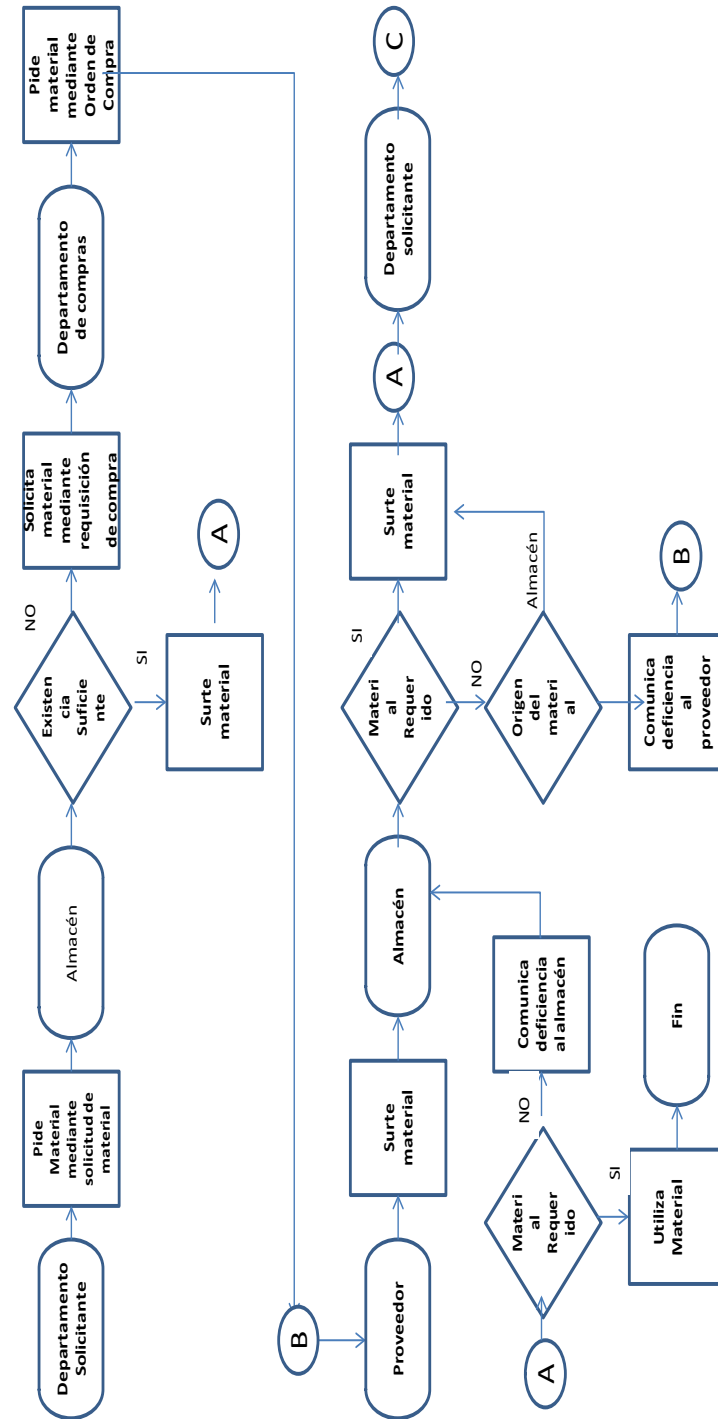 Departamento
Solicitante
Pide
Material
mediante
solicitud de
material
Almacén
Existen
cia
Suficie
nte
NO
SI
Surte
material
A
Solicita
material
mediante
requisición
de compra
Departamento
de compras
Pide
material
mediante
Orden de
Compra
B
Proveedor
Surte
material
Almacén
Materi
al
Requer
ido
SI
NO
Surte
material
A
Departamento
solicitante
C
Origen
del
materi
al
Almacén
Comunica
deficiencia
al
proveedor
B
A
Materi
al
Requer
ido
NO
SI
Comunica
deficiencia
al almacén
Utiliza
Material
Fin